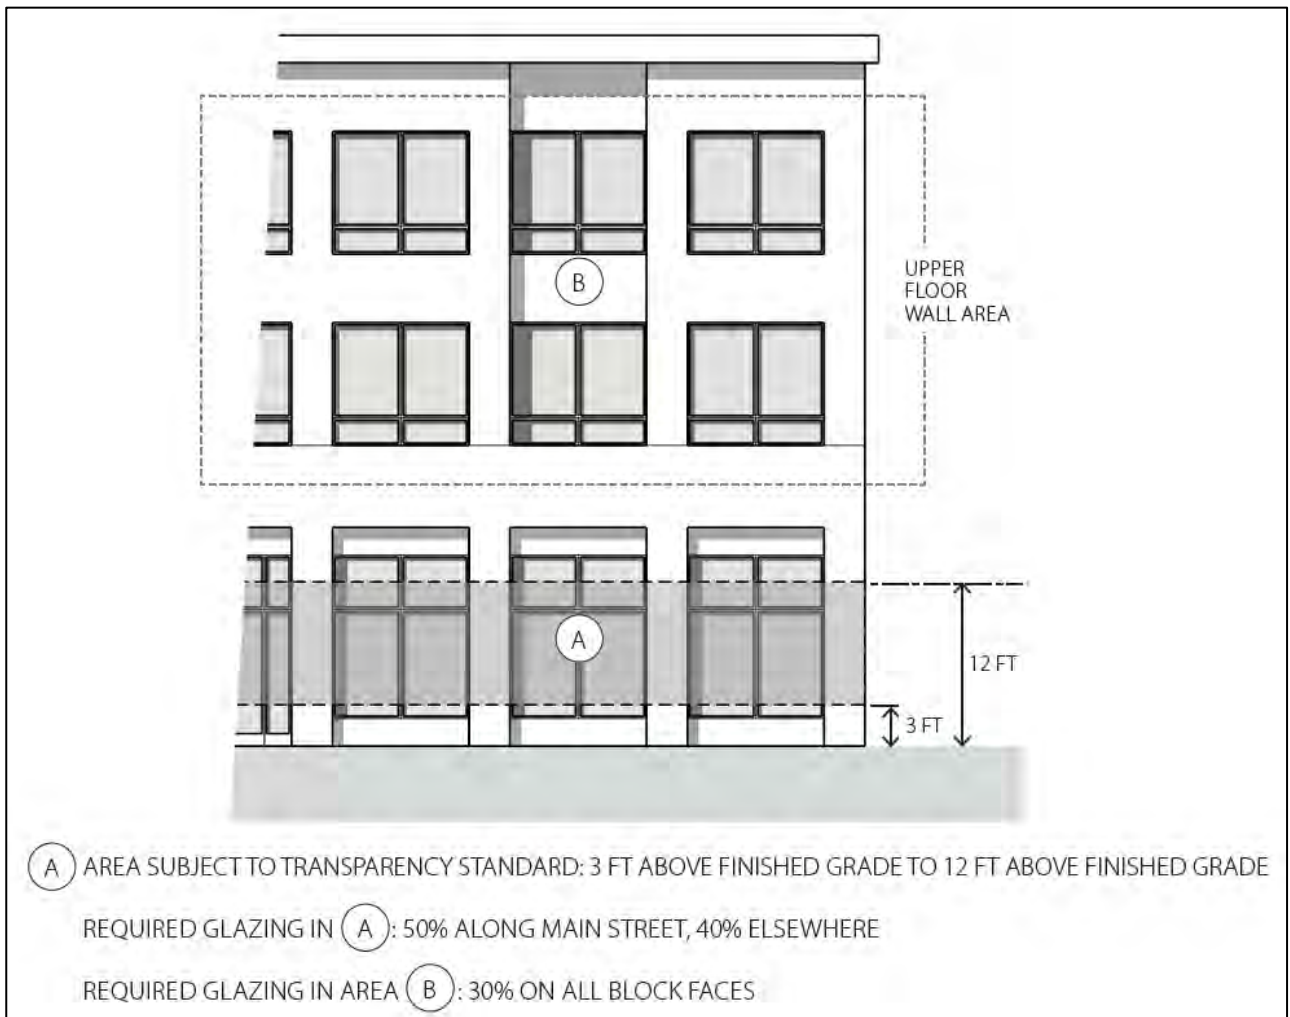 B
UPPER
FLOOR
WALL AREA
A
12 FT
3 FT
A AREA SUBJECT TO TRANSPARENCY STANDARD: 3 FT ABOVE FINISHED GRADE TO 12 FT ABOVE FINISHED GRADE
REQUIRED GLAZING IN A: 50% ALONG MAIN STREET, 40% ELSEWHERE
REQUIRED GLAZING IN AREA B: 30% ON ALL BLOCK FACES